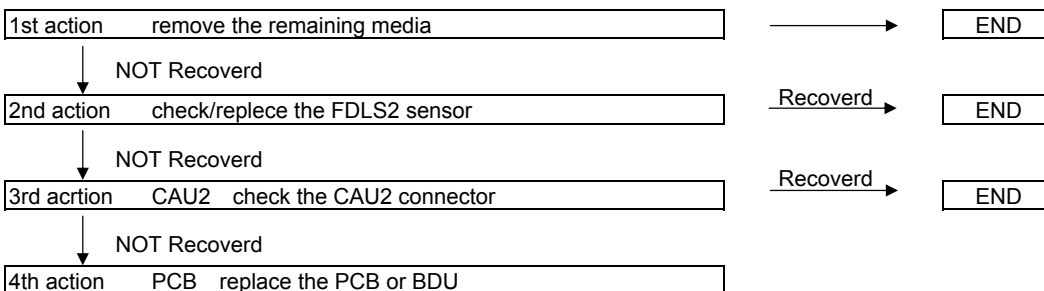 1st action remove the remaining media END
NOT Recoverd
2nd action check/replece the FDLS2 sensor Recoverd END
NOT Recoverd
3rd acrtion CAU2 check the CAU2 connector Recoverd END
NOT Recoverd
4th action PCB replace the PCB or BDU